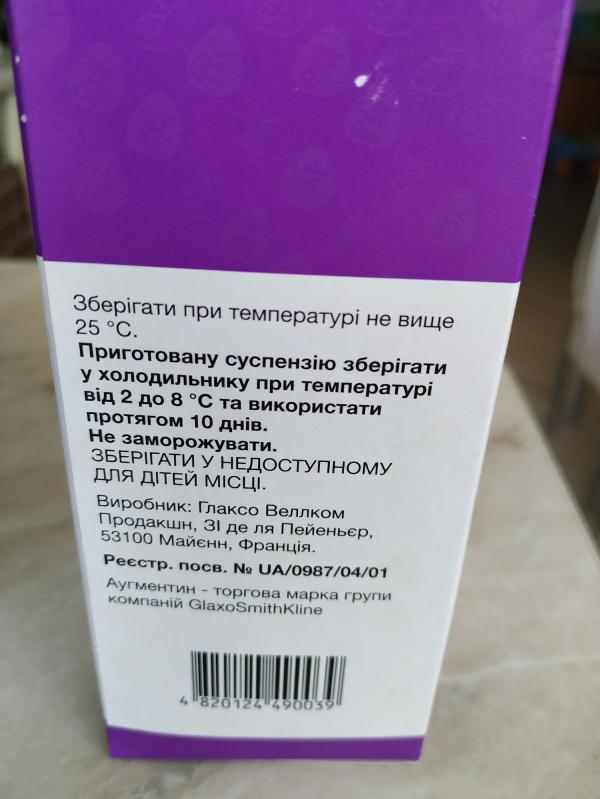 Зберігати при температурі не вище
25 °C.
Приготовану суспензію зберігати
у холодильнику при температурі
від 2 до 8 °C та використати
протягом 10 днів.
Не заморожувати.
ЗБЕРІГАТИ У НЕДОСТУПНОМУ
ДЛЯ ДІТЕЙ МІСЦІ.
Виробник: Глаксо Веллком
Продакшн, ЗІ де ля Пейеньєр,
53100 Майєнн, Франція.
Реєстр. посв. № UA/0987/04/01
Аугментин - торгова марка групи
компаній GlaxoSmithKline
4 820124 490039